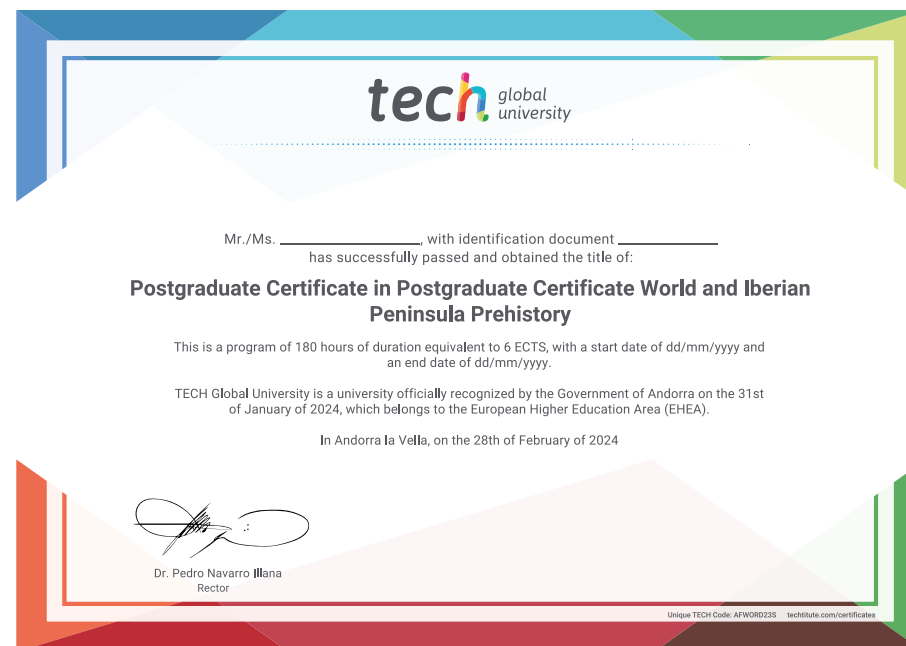 tech global
university
Mr./Ms. ____________________, with identification document ______________
has successfully passed and obtained the title of:
Postgraduate Certificate in Postgraduate Certificate World and Iberian
Peninsula Prehistory
This is a program of 180 hours of duration equivalent to 6 ECTS, with a start date of dd/mm/yyyy and
an end date of dd/mm/yyyy.
TECH Global University is a university officially recognized by the Government of Andorra on the 31st
of January of 2024, which belongs to the European Higher Education Area (EHEA).
In Andorra la Vella, on the 28th of February of 2024
Dr. Pedro Navarro Illana
Rector
Unique TECH Code: AFWORD23S techtitute.com/certificates